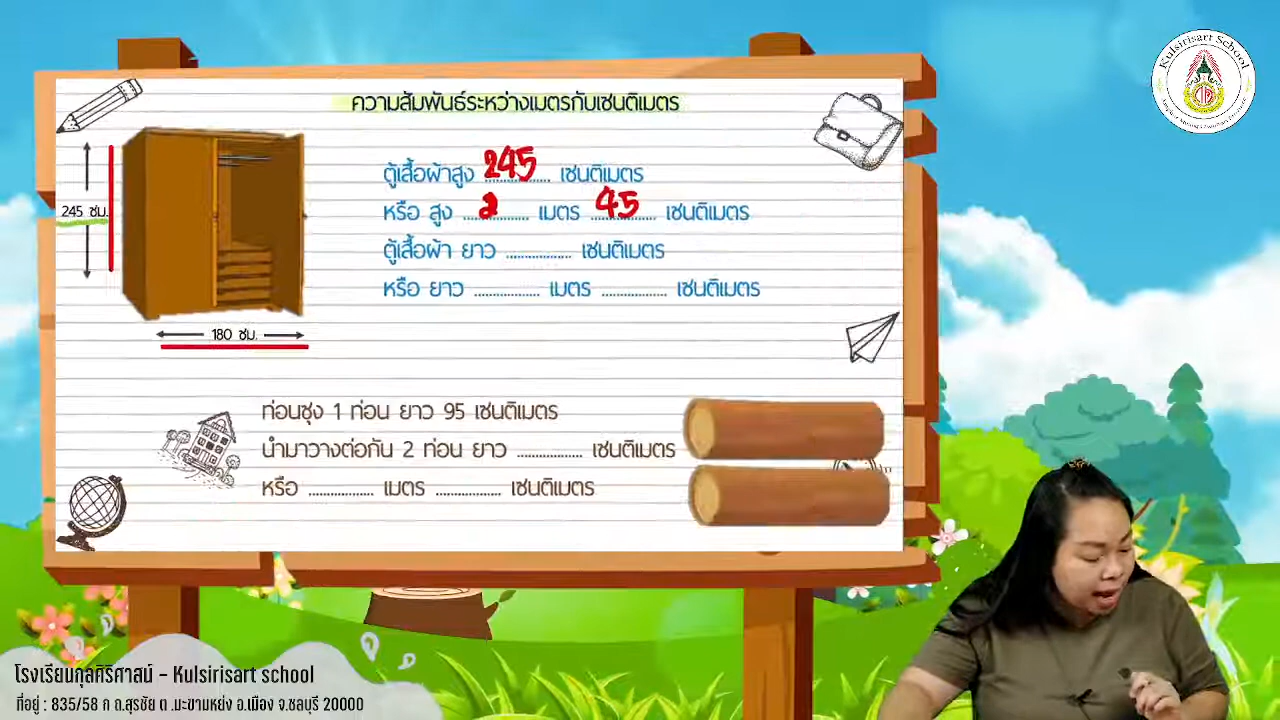 ความสัมพันธ์ระหว่างเมตรกับเซนติเมตร
ตู้เสื้อผ้าสูง 245 เซนติเมตร
หรือ สูง 2 เมตร 45 เซนติเมตร
ตู้เสื้อผ้า ยาว .................. เซนติเมตร
หรือ ยาว .................. เมตร .................. เซนติเมตร
245 ซม.
180 ซม.
ท่อนซุง 1 ท่อน ยาว 95 เซนติเมตร
นำมาวางต่อกัน 2 ท่อน ยาว .................. เซนติเมตร
หรือ .................. เมตร .................. เซนติเมตร
Kulsirisart School
โรงเรียนกุลศิริศาสน์ - Kulsirisart school
ที่อยู่ : 835/58 ก ถ.สุรชัย ต .มะขามหย่ง อ.เมือง จ.ชลบุรี 20000